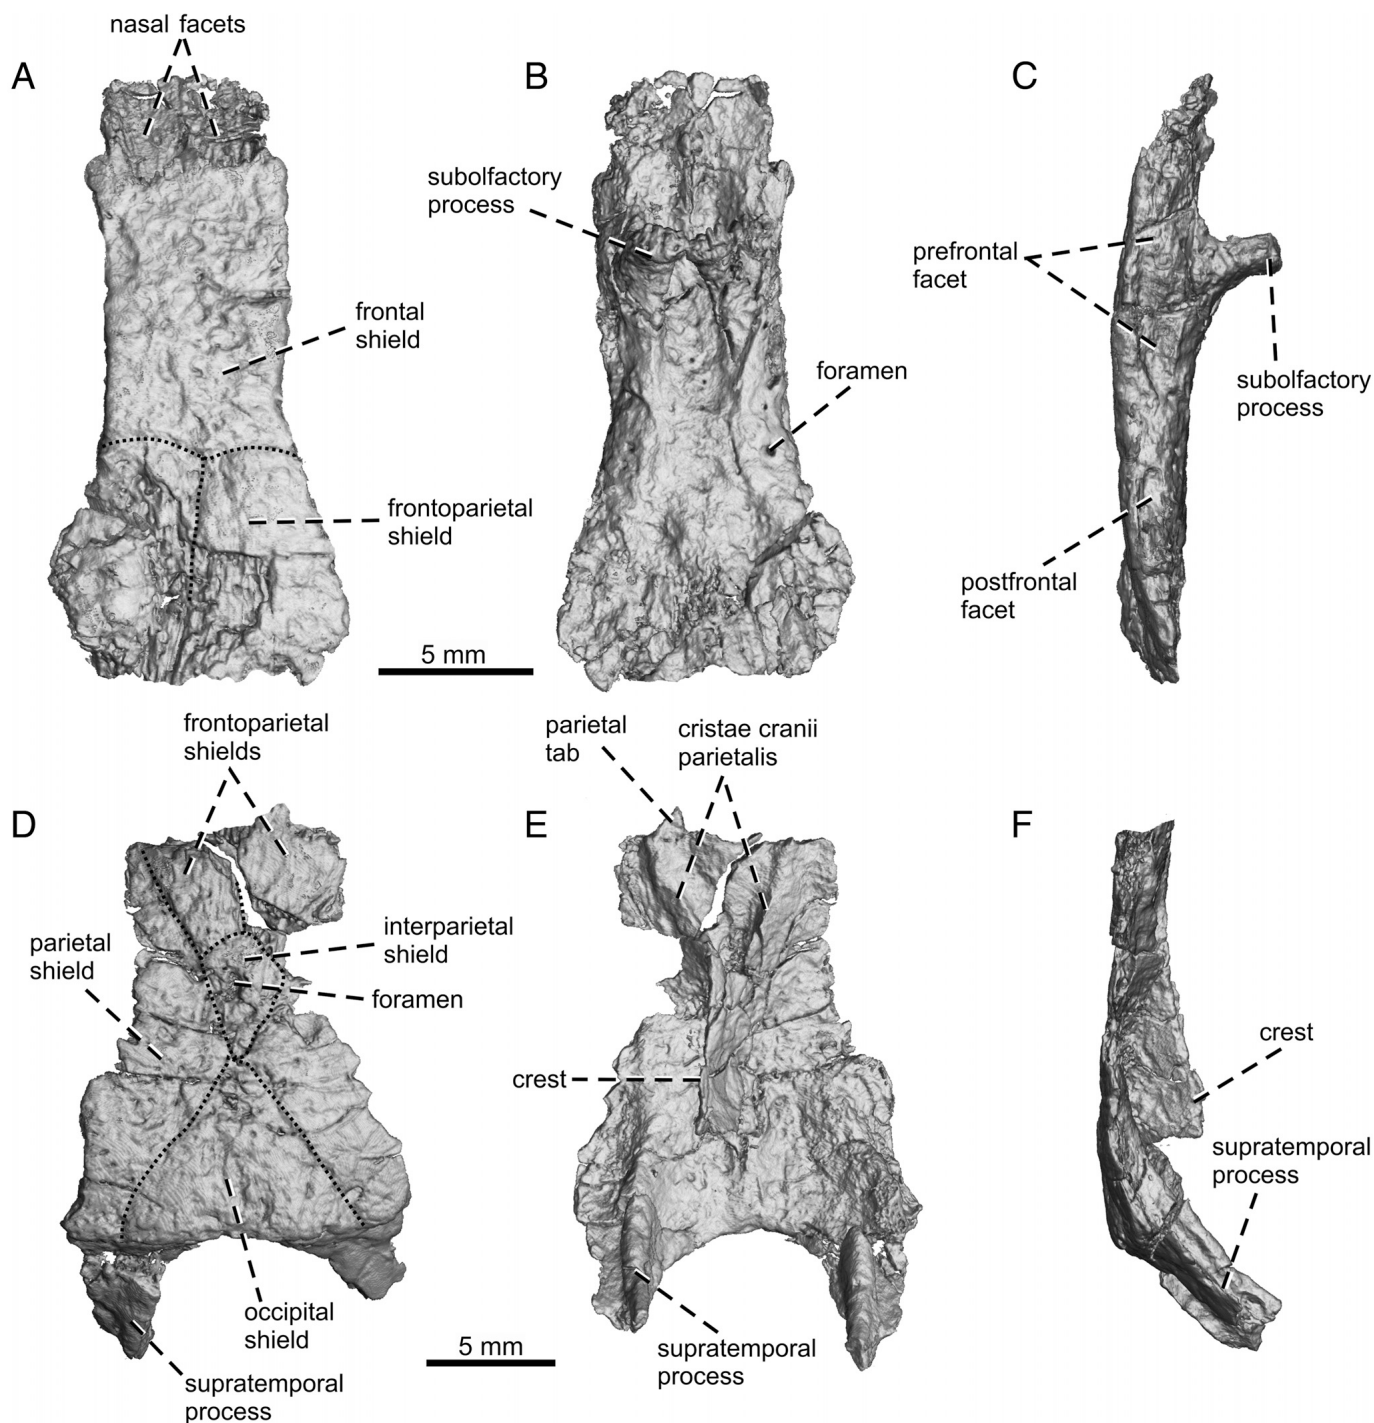 nasal facets
A
B
C
subolfactory
process
prefrontal
facet
frontal
shield
foramen
subolfactory
process
frontoparietal
shield
postfrontal
facet
5 mm
frontoparietal
shields
parietal
tab
cristae cranii
parietalis
D
E
F
interparietal
shield
parietal
shield
foramen
crest
crest
supratemporal
process
occipital
shield
5 mm
supratemporal
process
supratemporal
process